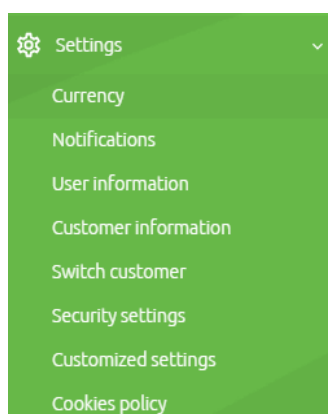 Settings
Currency
Notifications
User information
Customer information
Switch customer
Security settings
Customized settings
Cookies policy